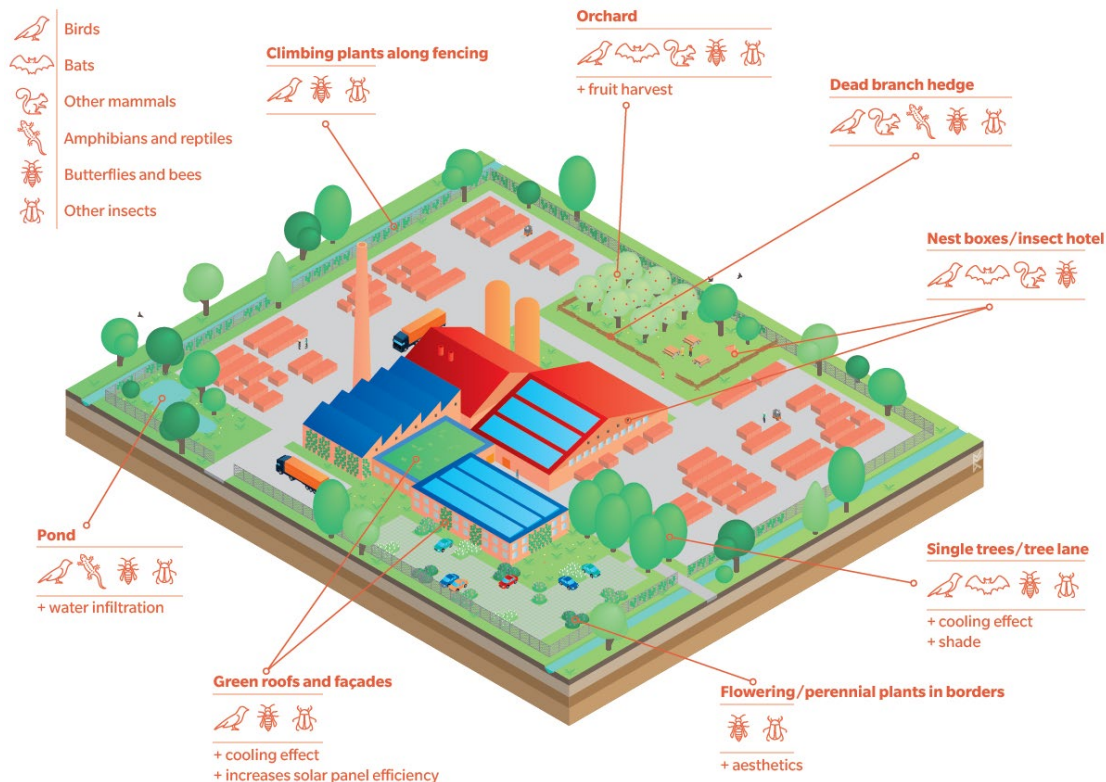 Birds
Bats
Other mammals
Amphibians and reptiles
Butterflies and bees
Other insects
Climbing plants along fencing
Orchard
+ fruit harvest
Dead branch hedge
Nest boxes/insect hotel
Pond
+ water infiltration
Single trees/tree lane
+ cooling effect
+ shade
Green roofs and façades
+ cooling effect
+ increases solar panel efficiency
Flowering/perennial plants in borders
+ aesthetics